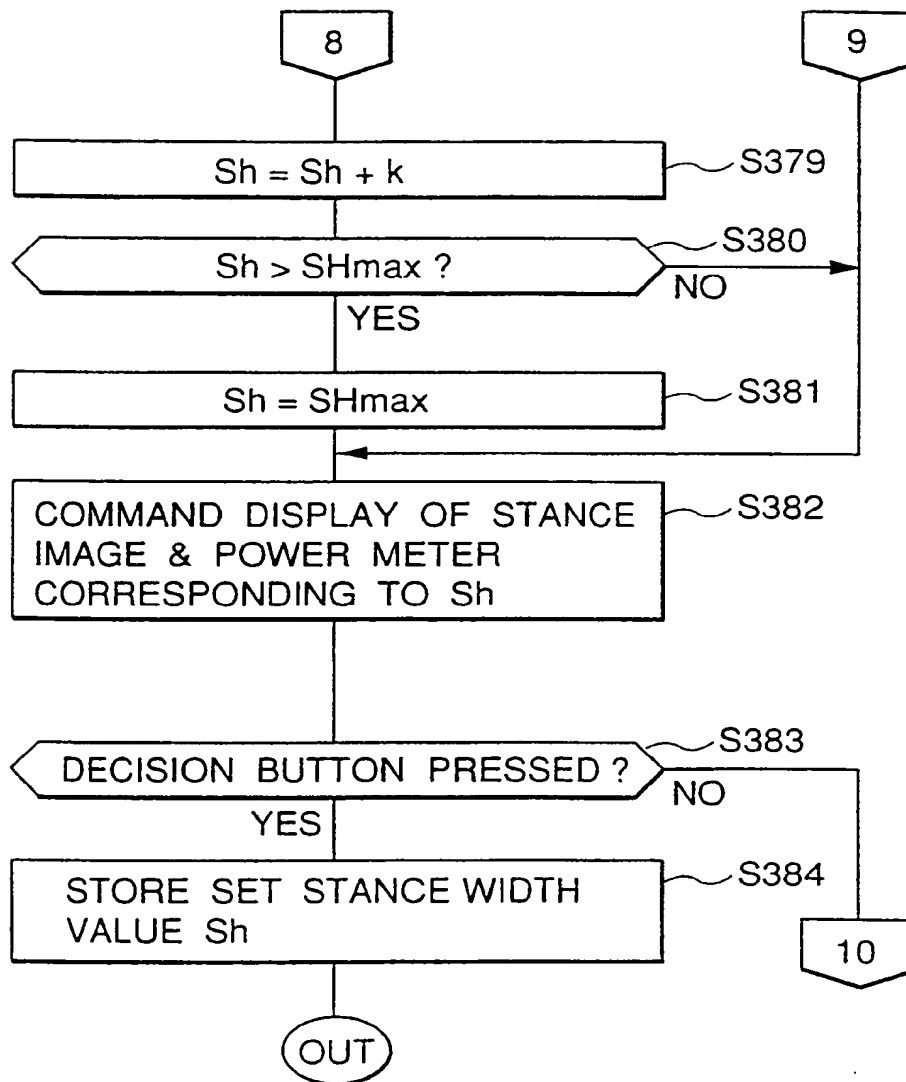 8
9
Sh = Sh + k
S379
Sh > SHmax ?
S380
NO
YES
Sh = SHmax
S381
COMMAND DISPLAY OF STANCE
IMAGE & POWER METER
CORRESPONDING TO Sh
S382
DECISION BUTTON PRESSED ?
S383
NO
YES
STORE SET STANCE WIDTH
VALUE Sh
S384
10
OUT